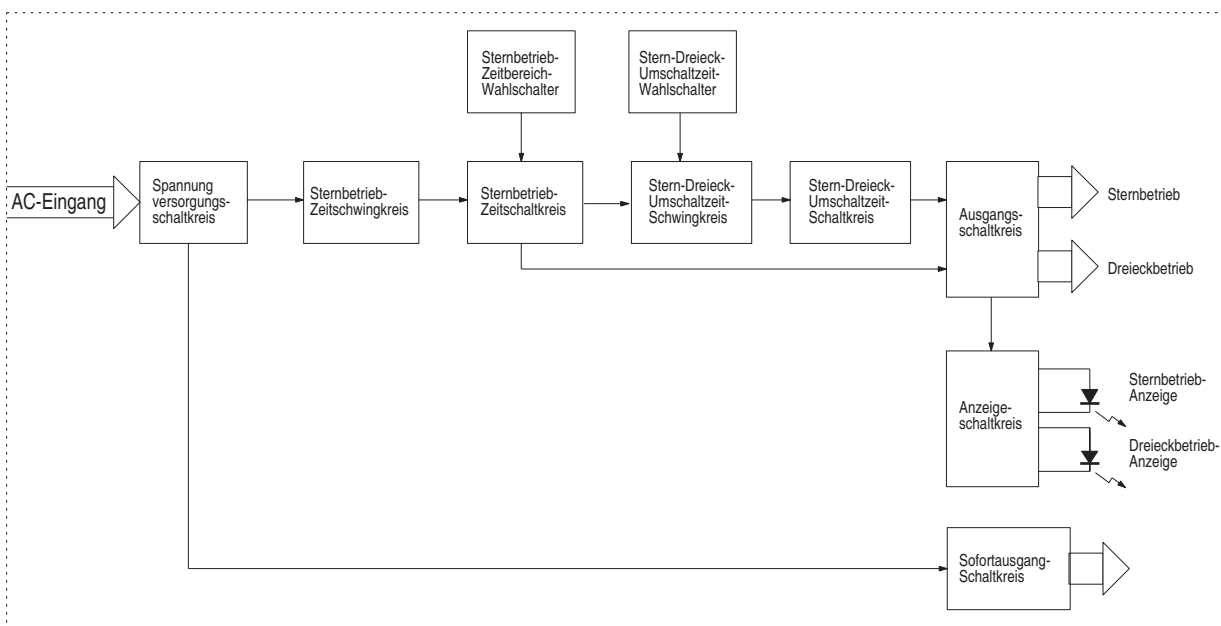 Sternbetrieb-
Zeitbereich-
Wahlschalter
Stern-Dreieck-
Umschaltzeit-
Wahlschalter
AC-Eingang
Spannung
versorgungs-
schaltkreis
Sternbetrieb-
Zeitschwingkreis
Sternbetrieb-
Zeitschaltkreis
Stern-Dreieck-
Umschaltzeit-
Schwingkreis
Stern-Dreieck-
Umschaltzeit-
Schaltkreis
Ausgangs-
schaltkreis
Sternbetrieb
Dreieckbetrieb
Anzeige-
schaltkreis
Sternbetrieb-
Anzeige
Dreieckbetrieb-
Anzeige
Sofortausgang-
Schaltkreis